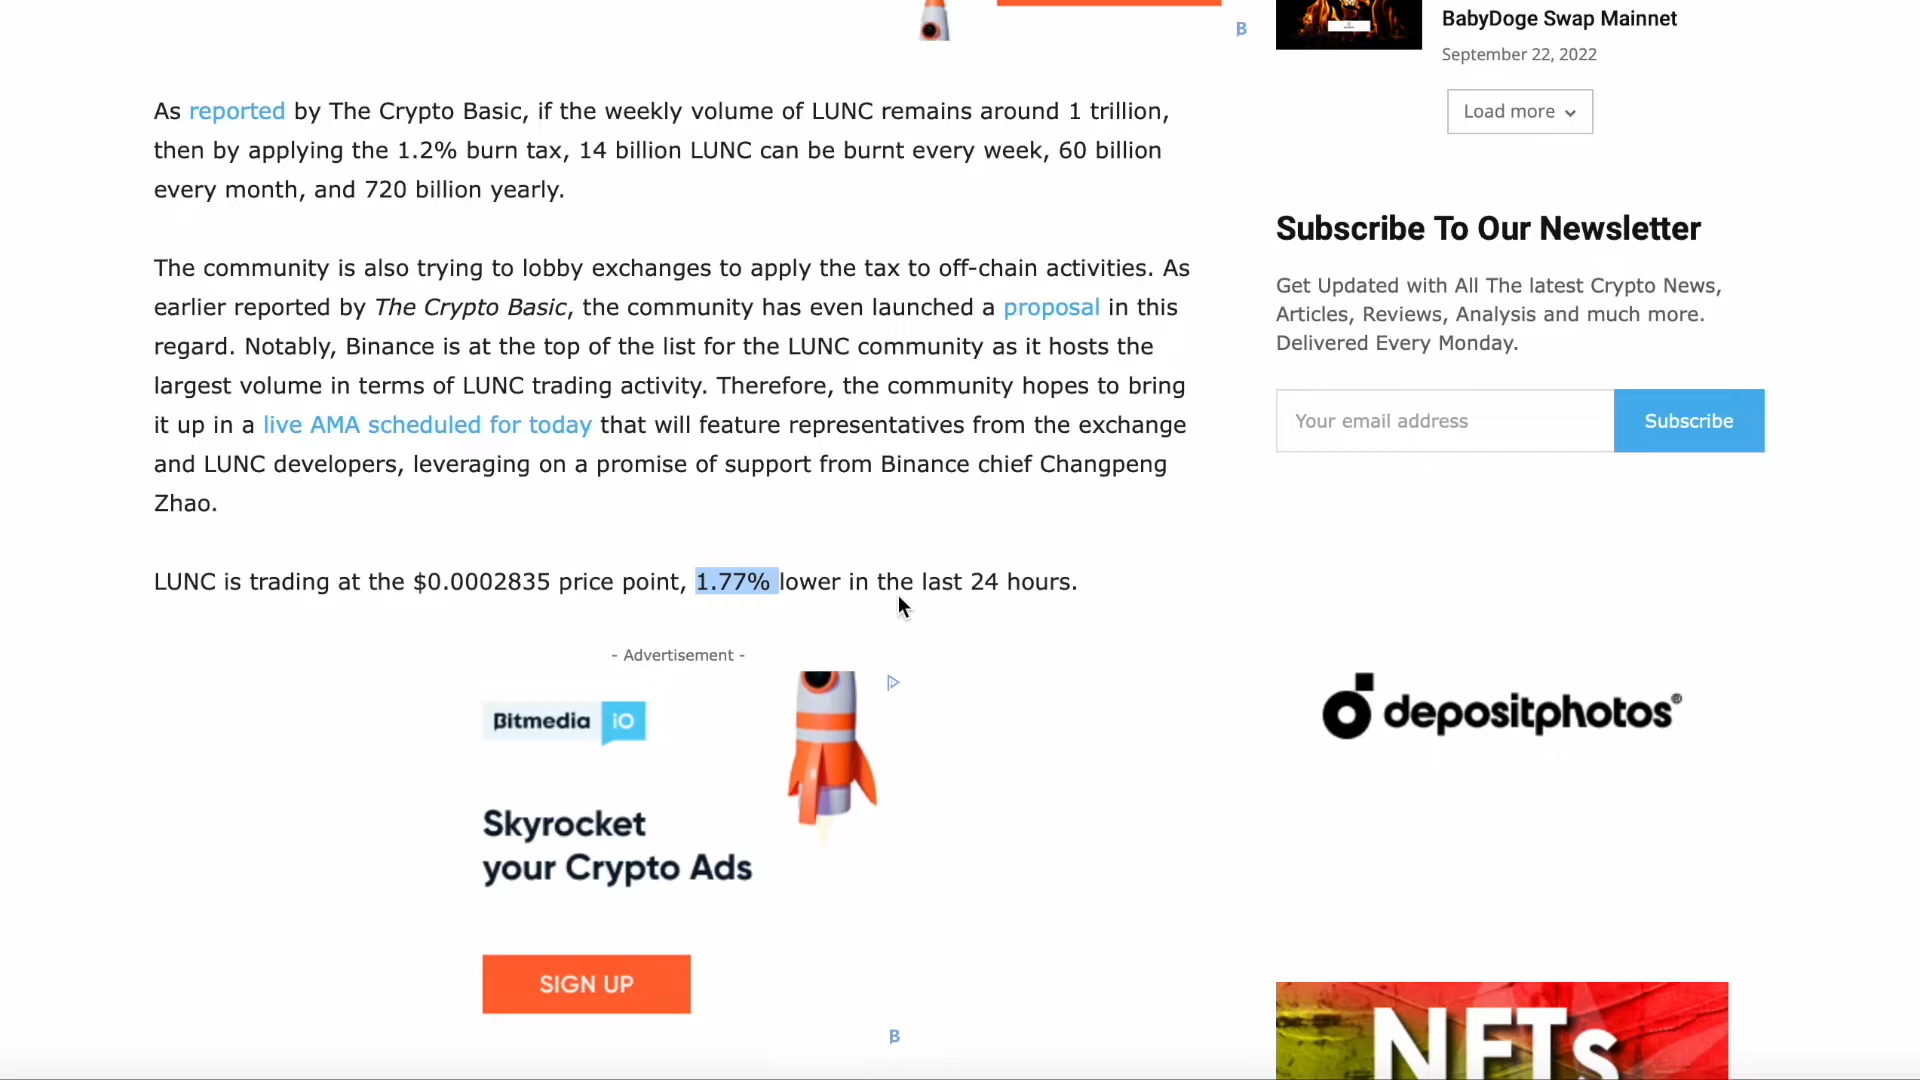 BabyDoge Swap Mainnet
September 22, 2022
Load more
As reported by The Crypto Basic, if the weekly volume of LUNC remains around 1 trillion,
then by applying the 1.2% burn tax, 14 billion LUNC can be burnt every week, 60 billion
every month, and 720 billion yearly.
The community is also trying to lobby exchanges to apply the tax to off-chain activities. As
earlier reported by The Crypto Basic, the community has even launched a proposal in this
regard. Notably, Binance is at the top of the list for the LUNC community as it hosts the
largest volume in terms of LUNC trading activity. Therefore, the community hopes to bring
it up in a live AMA scheduled for today that will feature representatives from the exchange
and LUNC developers, leveraging on a promise of support from Binance chief Changpeng
Zhao.
LUNC is trading at the $0.0002835 price point, 1.77% lower in the last 24 hours.
- Advertisement -
Bitmedia iO
Skyrocket
your Crypto Ads
SIGN UP
Subscribe To Our Newsletter
Get Updated with All The latest Crypto News,
Articles, Reviews, Analysis and much more.
Delivered Every Monday.
Your email address
Subscribe
depositphotos®
NFTs